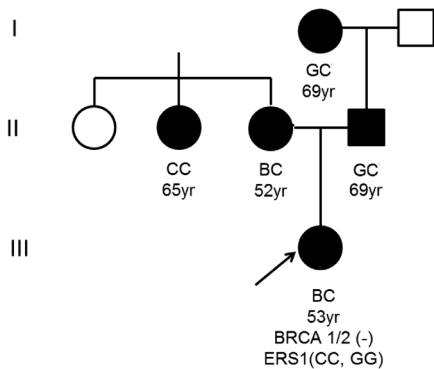 I
GC
69yr
II
CC
65yr
BC
52yr
GC
69yr
III
BC
53yr
BRCA 1/2 (-)
ERS1(CC, GG)